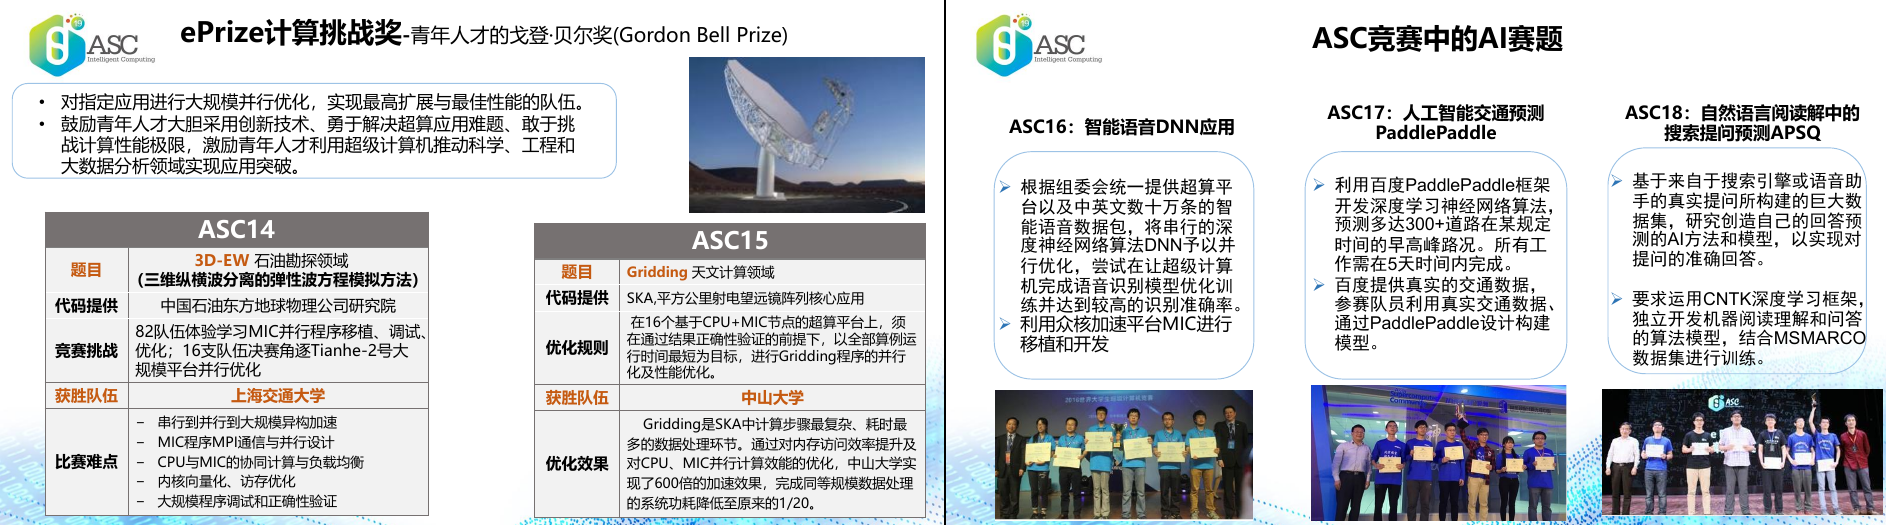 ASC
Intelligent Computing
ePrize计算挑战奖-青年人才的戈登·贝尔奖(Gordon Bell Prize)
• 对指定应用进行大规模并行优化，实现最高扩展与最佳性能的队伍。
• 鼓励青年人才大胆采用创新技术、勇于解决超算应用难题、敢于挑
战计算性能极限，激励青年人才利用超级计算机推动科学、工程和
大数据分析领域实现应用突破。
ASC14
题目 3D-EW 石油勘探领域
(三维纵横波分离的弹性波方程模拟方法)
代码提供 中国石油东方地球物理公司研究院
竞赛挑战 82队伍体验学习MIC并行程序移植、调试、
优化；16支队伍决赛角逐Tianhe-2号大
规模平台并行优化
获胜队伍 上海交通大学
比赛难点
– 串行到并行到大规模异构加速
– MIC程序MPI通信与并行设计
– CPU与MIC的协同计算与负载均衡
– 内核向量化、访存优化
– 大规模程序调试和正确性验证
ASC15
题目 Gridding 天文计算领域
代码提供 SKA,平方公里射电望远镜阵列核心应用
优化规则 在16个基于CPU+MIC节点的超算平台上，须
在通过结果正确性验证的前提下，以全部算例运
行时间最短为目标，进行Gridding程序的并行
化及性能优化。
获胜队伍 中山大学
优化效果 Gridding是SKA中计算步骤最复杂、耗时最
多的数据处理环节。通过对内存访问效率提升及
对CPU、MIC并行计算效能的优化，中山大学实
现了600倍的加速效果，完成同等规模数据处理
的系统功耗降低至原来的1/20。
ASC
Intelligent Computing
ASC竞赛中的AI赛题
ASC16：智能语音DNN应用
➢ 根据组委会统一提供超算平
台以及中英文数十万条的智
能语音数据包，将串行的深
度神经网络算法DNN予以并
行优化，尝试在让超级计算
机完成语音识别模型优化训
练并达到较高的识别准确率。
➢ 利用众核加速平台MIC进行
移植和开发
ASC17：人工智能交通预测
PaddlePaddle
➢ 利用百度PaddlePaddle框架
开发深度学习神经网络算法，
预测多达300+道路在某规定
时间的早高峰路况。所有工
作需在5天时间内完成。
➢ 百度提供真实的交通数据，
参赛队员利用真实交通数据、
通过PaddlePaddle设计构建
模型。
ASC18：自然语言阅读解中的
搜索提问预测APSQ
➢ 基于来自于搜索引擎或语音助
手的真实提问所构建的巨大数
据集，研究创造自己的回答预
测的AI方法和模型，以实现对
提问的准确回答。
➢ 要求运用CNTK深度学习框架，
独立开发机器阅读理解和问答
的算法模型，结合MSMARCO
数据集进行训练。
ASC